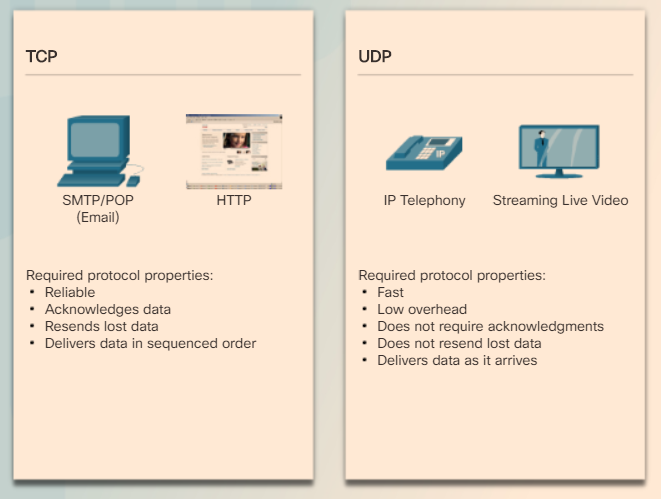 TCP
SMTP/POP
(Email)
HTTP
Required protocol properties:
• Reliable
• Acknowledges data
• Resends lost data
• Delivers data in sequenced order
UDP
IP
IP Telephony
Streaming Live Video
Required protocol properties:
• Fast
• Low overhead
• Does not require acknowledgments
• Does not resend lost data
• Delivers data as it arrives